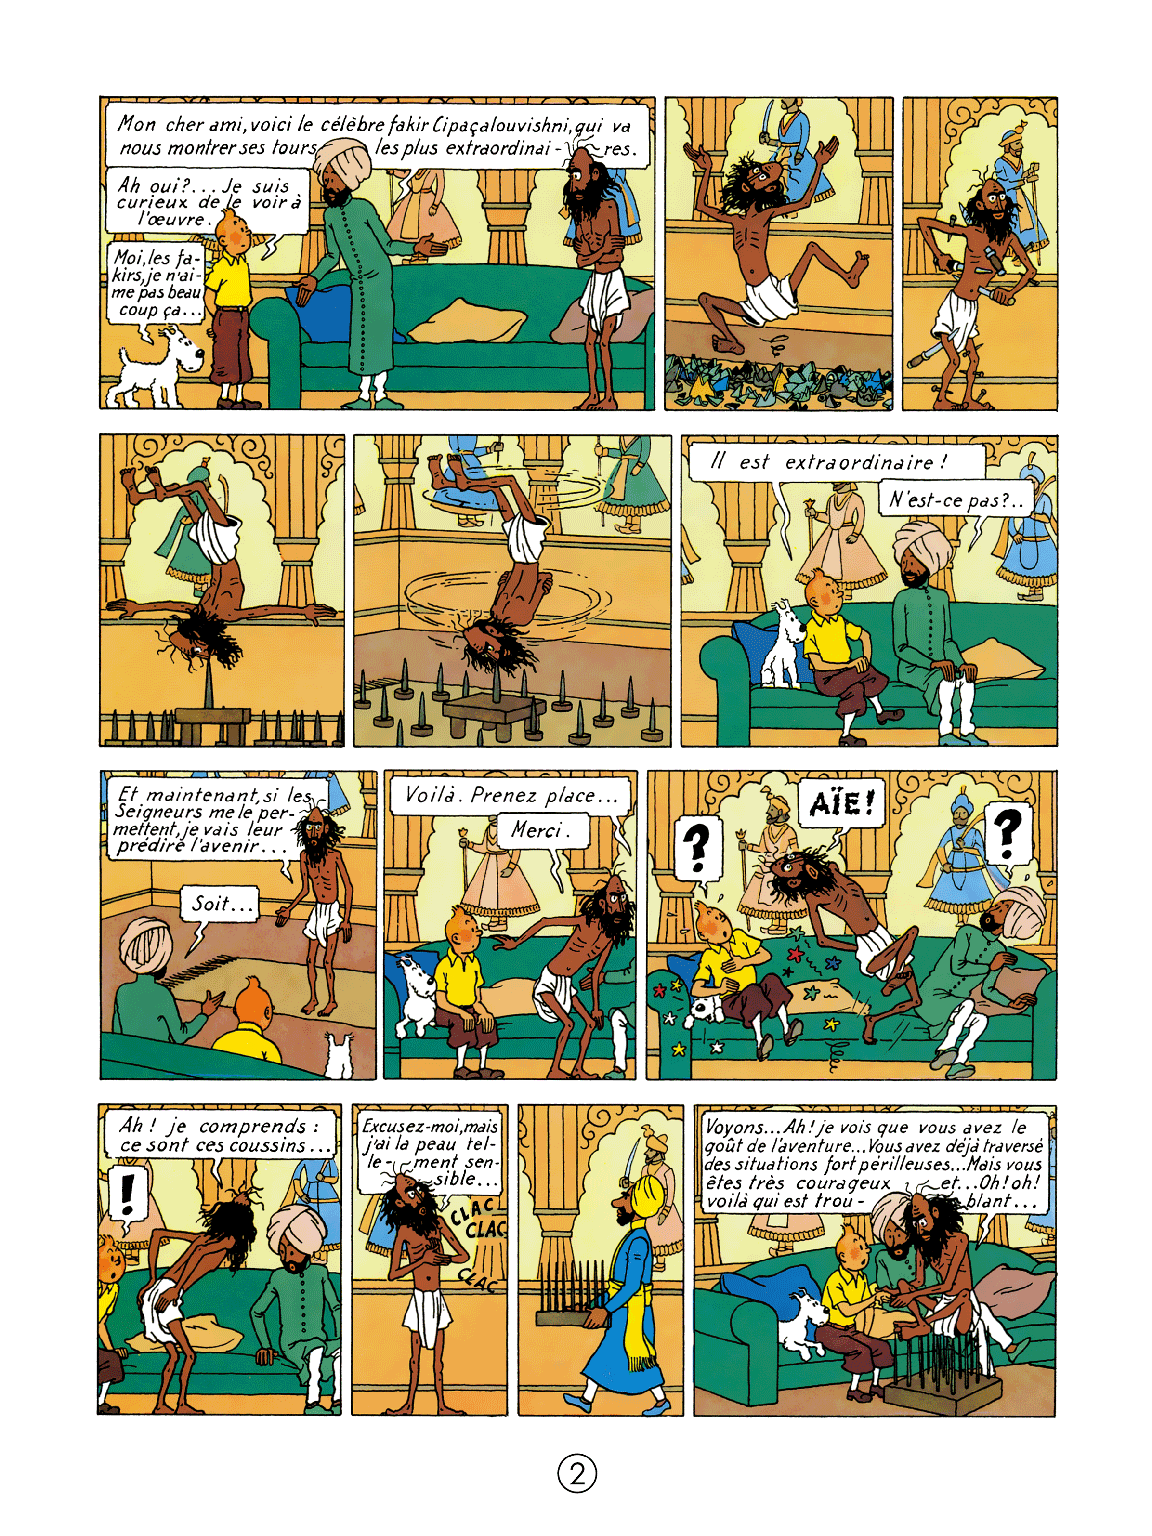 Mon cher ami, voici le célèbre fakir Cipaçalouvishni, qui va
nous montrer ses tours les plus extraordinai- res.
Ah oui?... Je suis
curieux de le voir à
l'œuvre.
Moi, les fa-
kirs, je n'ai-
me pas beau
coup ça...
Il est extraordinaire!
N'est-ce pas?..
Et maintenant, si les
Seigneurs me le per-
mettent, je vais leur
prédire l'avenir...
Soit...
Voilà. Prenez place...
Merci.
?
AÏE!
?
Ah! je comprends:
ce sont ces coussins...
!
Excusez-moi, mais
j'ai la peau tel-
le- ment sen-
sible...
CLAC
CLAC
CLAC
Voyons...Ah! je vois que vous avez le
goût de l'aventure...Vous avez déjà traversé
des situations fort périlleuses...Mais vous
êtes très courageux et...Oh! oh!
voilà qui est trou- blant...
2